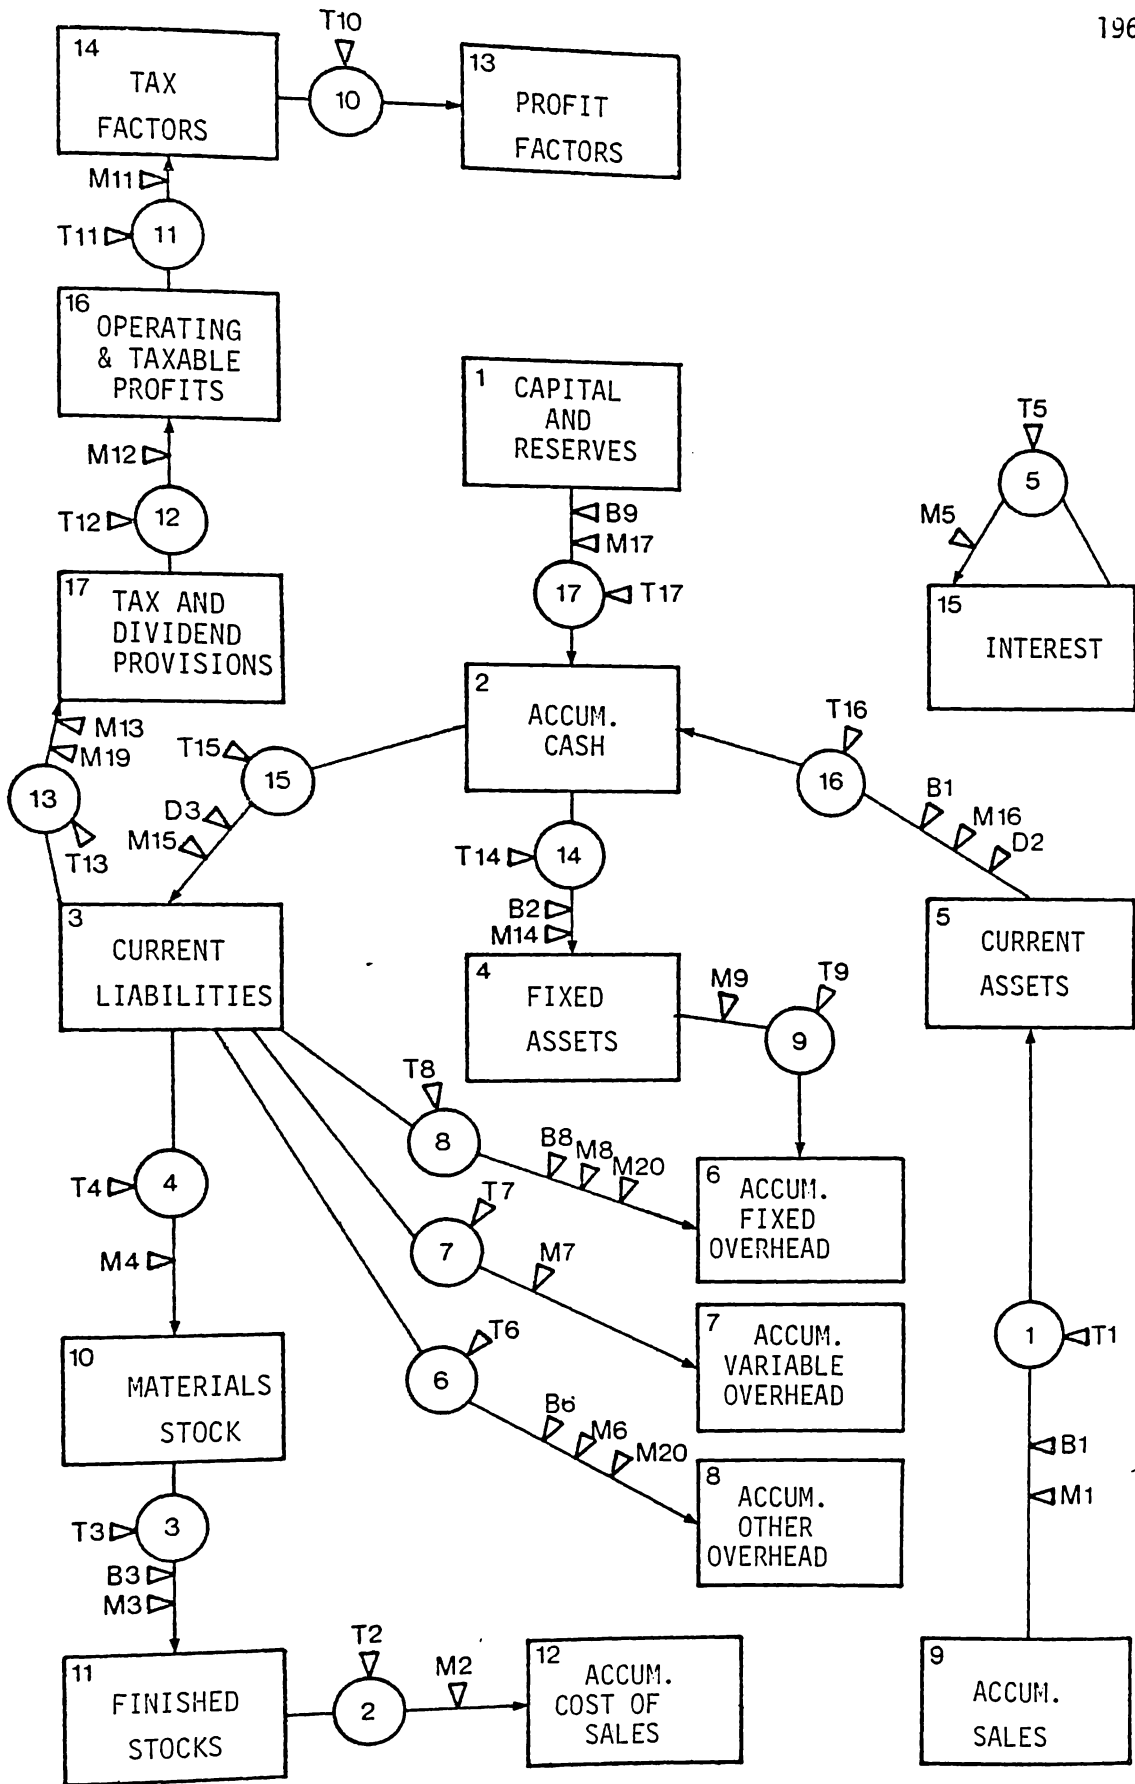 196
T10
14
TAX
FACTORS
10
13
PROFIT
FACTORS
M11
T11
11
16
OPERATING
& TAXABLE
PROFITS
M12
T12
12
17
TAX AND
DIVIDEND
PROVISIONS
1
CAPITAL
AND
RESERVES
B9
M17
17
T17
T5
5
M5
15
INTEREST
2
ACCUM.
CASH
M13
M19
13
T13
T15
15
D3
M15
T16
16
B1
M16
D2
T14
14
B2
M14
3
CURRENT
LIABILITIES
4
FIXED
ASSETS
M9
T9
9
5
CURRENT
ASSETS
T8
8
B8
M8
M20
6
ACCUM.
FIXED
OVERHEAD
T4
4
M4
T7
7
M7
7
ACCUM.
VARIABLE
OVERHEAD
1
T1
B1
M1
T6
6
B6
M6
M20
8
ACCUM.
OTHER
OVERHEAD
10
MATERIALS
STOCK
T3
3
B3
M3
11
FINISHED
STOCKS
T2
2
M2
12
ACCUM.
COST OF
SALES
9
ACCUM.
SALES